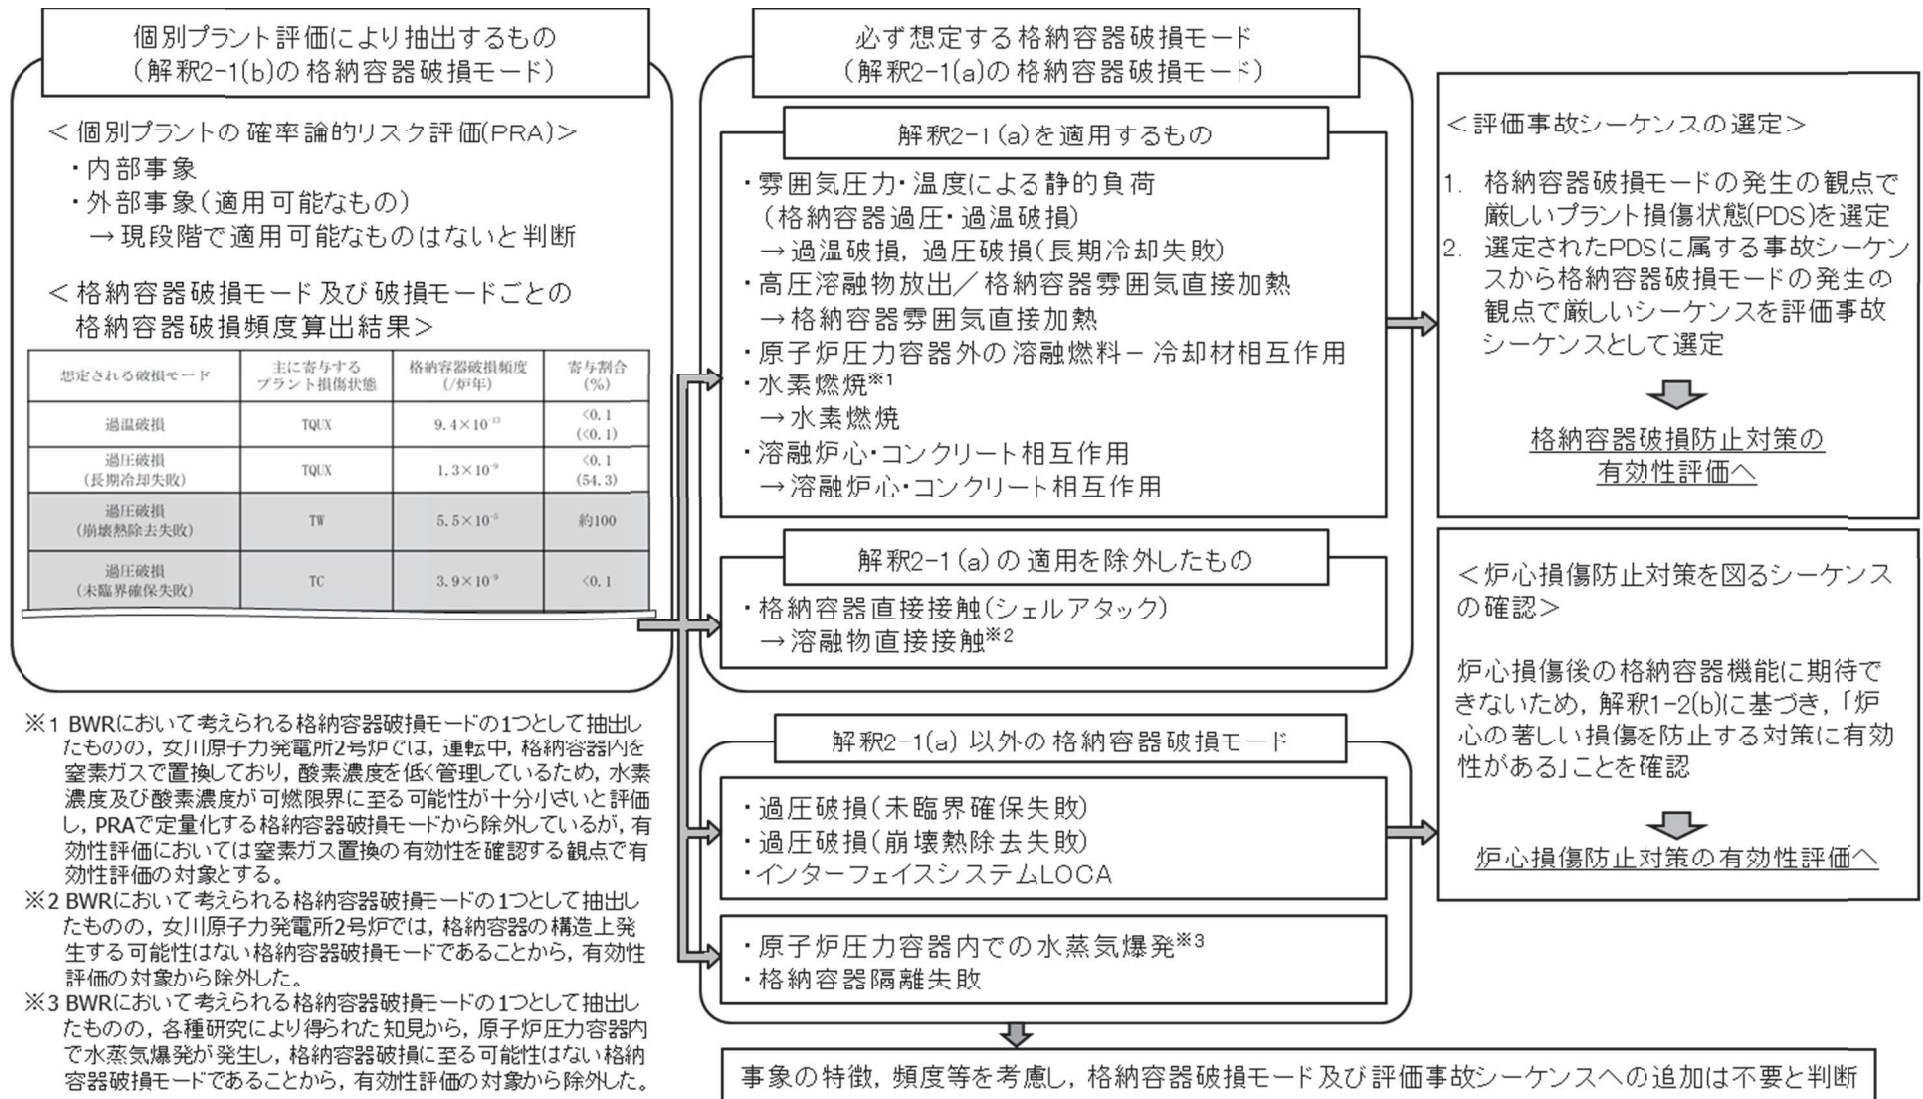 個別プラント評価により抽出するもの
(解釈2-1(b)の格納容器破損モード)
＜個別プラントの確率論的リスク評価(PRA)＞
・内部事象
・外部事象(適用可能なもの)
→現段階で適用可能なものはないと判断
＜格納容器破損モード及び破損モードごとの
格納容器破損頻度算出結果＞
想定される破損モード 主に寄与するプラント損傷状態 格納容器破損頻度(/炉年) 寄与割合(%)
過温破損 TQUX 9.4×10⁻¹³ <0.1 (<0.1)
過圧破損(長期冷却失敗) TQUX 1.3×10⁻⁹ <0.1 (54.3)
過圧破損(崩壊熱除去失敗) TW 5.5×10⁻⁵ 約100
過圧破損(未臨界確保失敗) TC 3.9×10⁻⁹ <0.1
※1 BWRにおいて考えられる格納容器破損モードの1つとして抽出し
たものの, 女川原子力発電所2号炉では, 運転中, 格納容器内を
窒素ガスで置換しており, 酸素濃度を低く管理しているため, 水素
濃度及び酸素濃度が可燃限界に至る可能性が十分小さいと評価
し, PRAで定量化する格納容器破損モードから除外しているが, 有
効性評価においては窒素ガス置換の有効性を確認する観点で有
効性評価の対象とする。
※2 BWRにおいて考えられる格納容器破損モードの1つとして抽出し
たものの, 女川原子力発電所2号炉では, 格納容器の構造上発
生する可能性はない格納容器破損モードであることから, 有効性
評価の対象から除外した。
※3 BWRにおいて考えられる格納容器破損モードの1つとして抽出し
たものの, 各種研究により得られた知見から, 原子炉圧力容器内
で水蒸気爆発が発生し, 格納容器破損に至る可能性はない格納
容器破損モードであることから, 有効性評価の対象から除外した。
必ず想定する格納容器破損モード
(解釈2-1(a)の格納容器破損モード)
解釈2-1(a)を適用するもの
・雰囲気圧力・温度による静的負荷
(格納容器過圧・過温破損)
→過温破損, 過圧破損(長期冷却失敗)
・高圧溶融物放出／格納容器雰囲気直接加熱
→格納容器雰囲気直接加熱
・原子炉圧力容器外の溶融燃料－冷却材相互作用
・水素燃焼※1
→水素燃焼
・溶融炉心・コンクリート相互作用
→溶融炉心・コンクリート相互作用
解釈2-1(a)の適用を除外したもの
・格納容器直接接触(シェルアタック)
→溶融物直接接触※2
解釈2-1(a)以外の格納容器破損モード
・過圧破損(未臨界確保失敗)
・過圧破損(崩壊熱除去失敗)
・インターフェイスシステムLOCA
・原子炉圧力容器内での水蒸気爆発※3
・格納容器隔離失敗
＜評価事故シーケンスの選定＞
1. 格納容器破損モードの発生の観点で
厳しいプラント損傷状態(PDS)を選定
2. 選定されたPDSに属する事故シーケン
スから格納容器破損モードの発生の
観点で厳しいシーケンスを評価事故
シーケンスとして選定
格納容器破損防止対策の
有効性評価へ
＜炉心損傷防止対策を図るシーケンス
の確認＞
炉心損傷後の格納容器機能に期待で
きないため, 解釈1-2(b)に基づき, 「炉
心の著しい損傷を防止する対策に有効
性がある」ことを確認
炉心損傷防止対策の有効性評価へ
事象の特徴, 頻度等を考慮し, 格納容器破損モード及び評価事故シーケンスへの追加は不要と判断